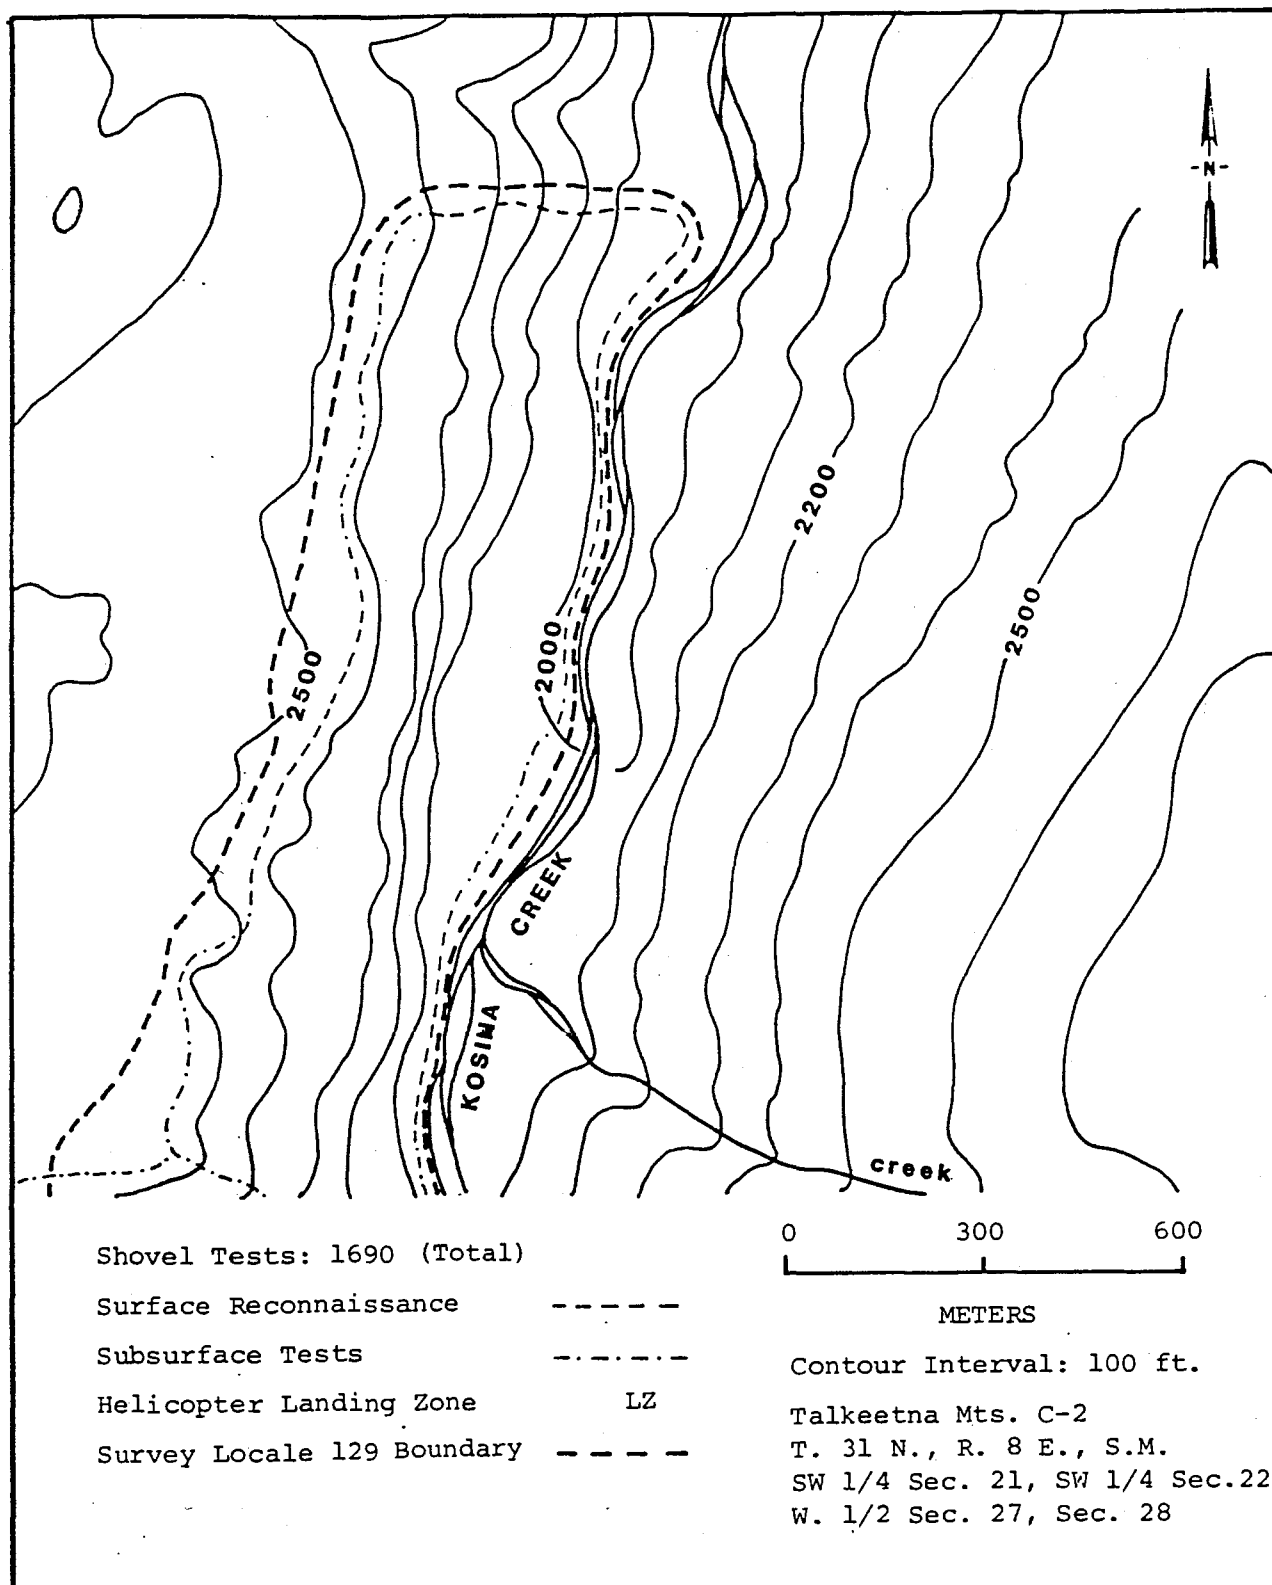 -N-
2200
2500
2500
2000
CREEK
KOSINA
creek
Shovel Tests: 1690 (Total)
Surface Reconnaissance
Subsurface Tests
Helicopter Landing Zone LZ
Survey Locale 129 Boundary
0 300 600
METERS
Contour Interval: 100 ft.
Talkeetna Mts. C-2
T. 31 N., R. 8 E., S.M.
SW 1/4 Sec. 21, SW 1/4 Sec.22
W. 1/2 Sec. 27, Sec. 28